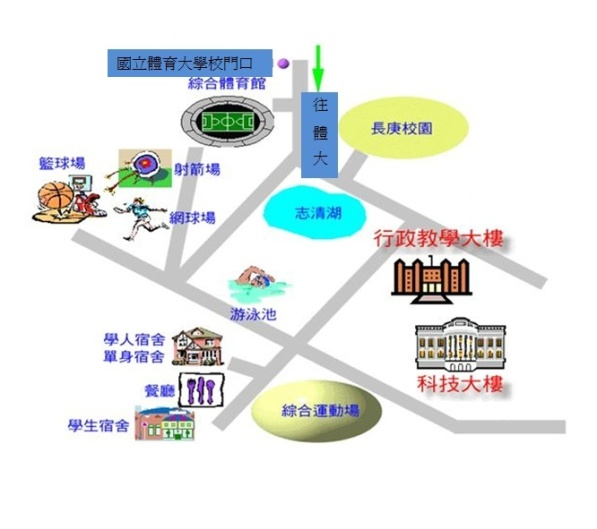 國立體育大學校門口
綜合體育館
往
體
大
長庚校園
籃球場
射箭場
網球場
志清湖
行政教學大樓
游泳池
學人宿舍
單身宿舍
科技大樓
餐廳
綜合運動場
學生宿舍